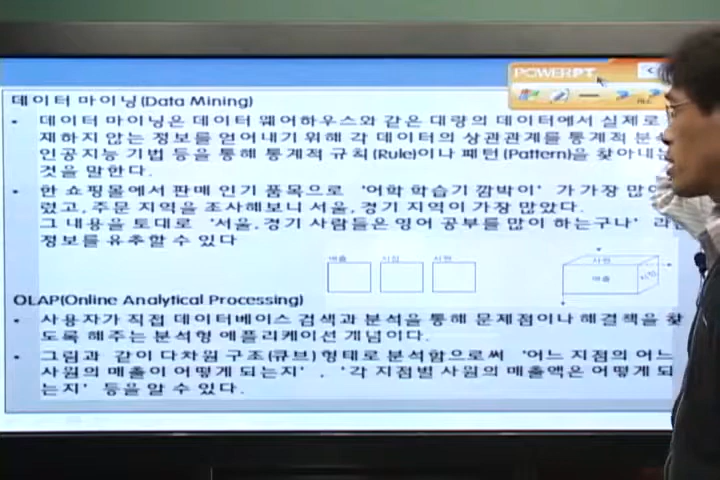 POWERPT
데이터 마이닝(Data Mining)
• 데이터 마이닝은 데이터 웨어하우스와 같은 대량의 데이터에서 실제로
재하지 않는 정보를 얻어내기 위해 각 데이터의 상관관계를 통계적 분석
인공지능 기법 등을 통해 통계적 규칙(Rule)이나 패턴(Pattern)을 찾아내는
것을 말한다.
• 한 쇼핑몰에서 판매 인기 품목으로 '어학 학습기 깜박이' 가 가장 많이
렸고, 주문 지역을 조사해보니 서울, 경기 지역이 가장 많았다.
그 내용을 토대로 '서울, 경기 사람들은 영어 공부를 많이 하는구나' 라는
정보를 유추할 수 있다
매출 사원
사원
매출
OLAP(Online Analytical Processing)
• 사용자가 직접 데이터베이스 검색과 분석을 통해 문제점이나 해결책을 찾
도록 해주는 분석형 애플리케이션 개념이다.
• 그림과 같이 다차원 구조(큐브) 형태로 분석함으로써 '어느 지점의 어느
사원의 매출이 어떻게 되는지' , '각 지점별 사원의 매출액은 어떻게 되
는지' 등을 알 수 있다.